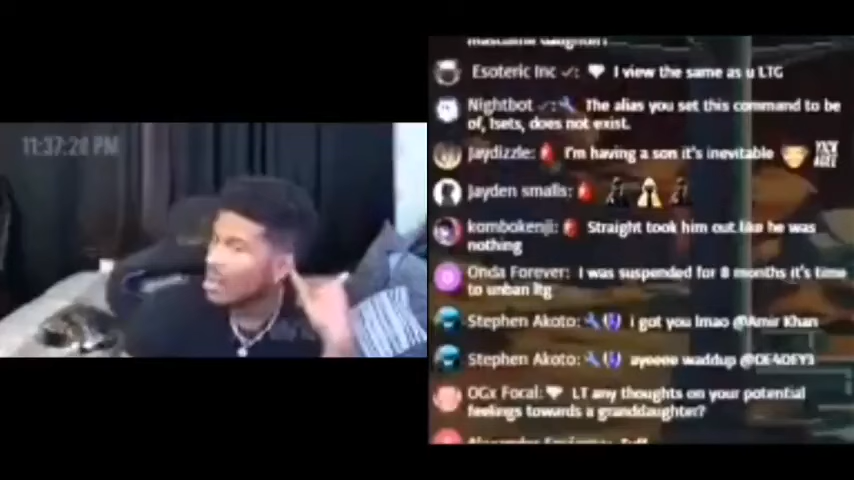 11:37:28 PM
masculine daughter?
Esoteric Inc ✓: I view the same as u LTG
Nightbot ✓: The alias you set this command to be
of, !sets, does not exist.
Jaydizzle: I'm having a son it's inevitable
Jayden smalls:
kombokenji: Straight took him out like he was
nothing
Onda Forever: I was suspended for 8 months it's time
to unban ltg
Stephen Akoto: i got you lmao @Amir Khan
Stephen Akoto: ayoooo waddup @DE4DEY3
OGx Focal: LT any thoughts on your potential
feelings towards a granddaughter?